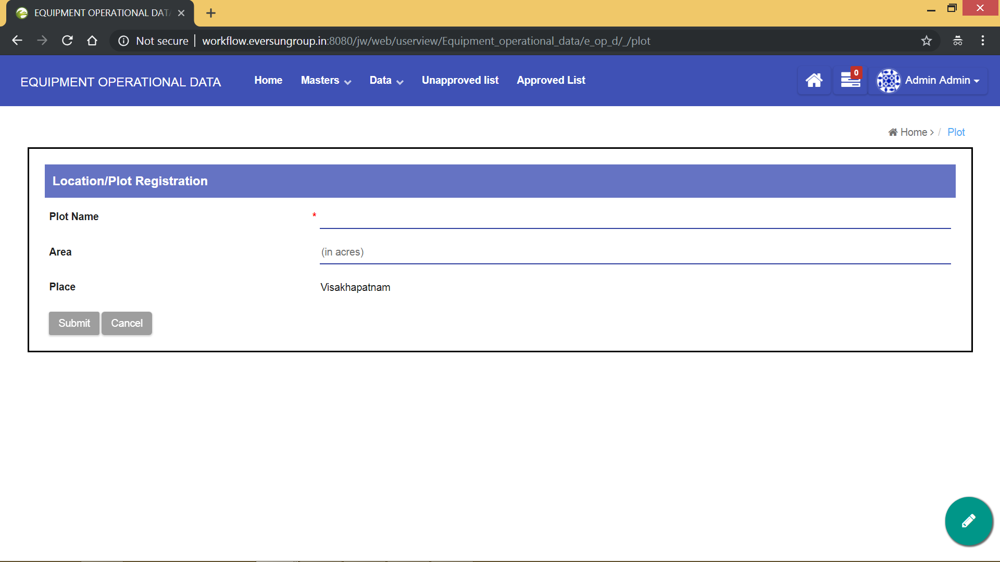 EQUIPMENT OPERATIONAL DAT
Not secure workflow.eversungroup.in:8080/jw/web/userview/Equipment_operational_data/e_op_d/_/plot
EQUIPMENT OPERATIONAL DATA Home Masters Data Unapproved list Approved List 0 Admin Admin
Home > / Plot
Location/Plot Registration
Plot Name *
Area (in acres)
Place Visakhapatnam
Submit Cancel